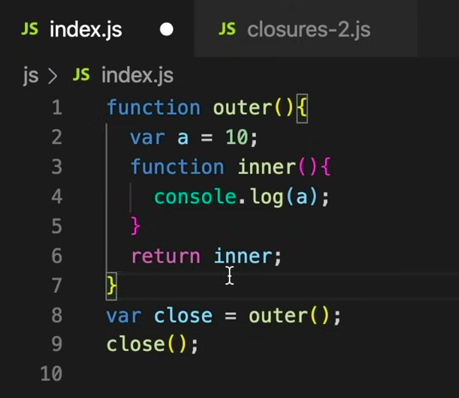 JS index.js ● JS closures-2.js
js > JS index.js
1 function outer(){
2   var a = 10;
3   function inner(){
4     console.log(a);
5   }
6   return inner;
7 }
8 var close = outer();
9 close();
10